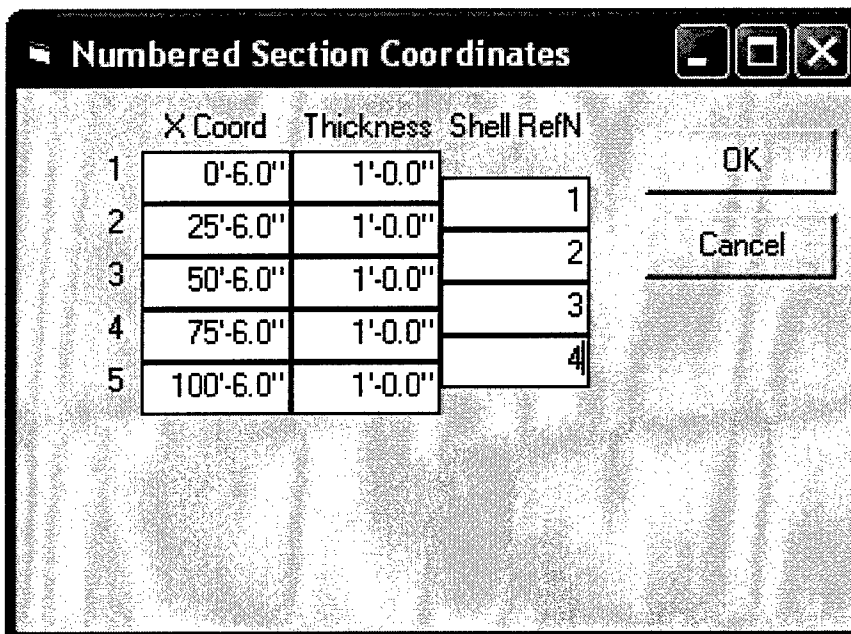 Numbered Section Coordinates
X Coord Thickness Shell RefN
OK
1 0'-6.0" 1'-0.0"
1
2 25'-6.0" 1'-0.0"
2
Cancel
3 50'-6.0" 1'-0.0"
3
4 75'-6.0" 1'-0.0"
4
5 100'-6.0" 1'-0.0"